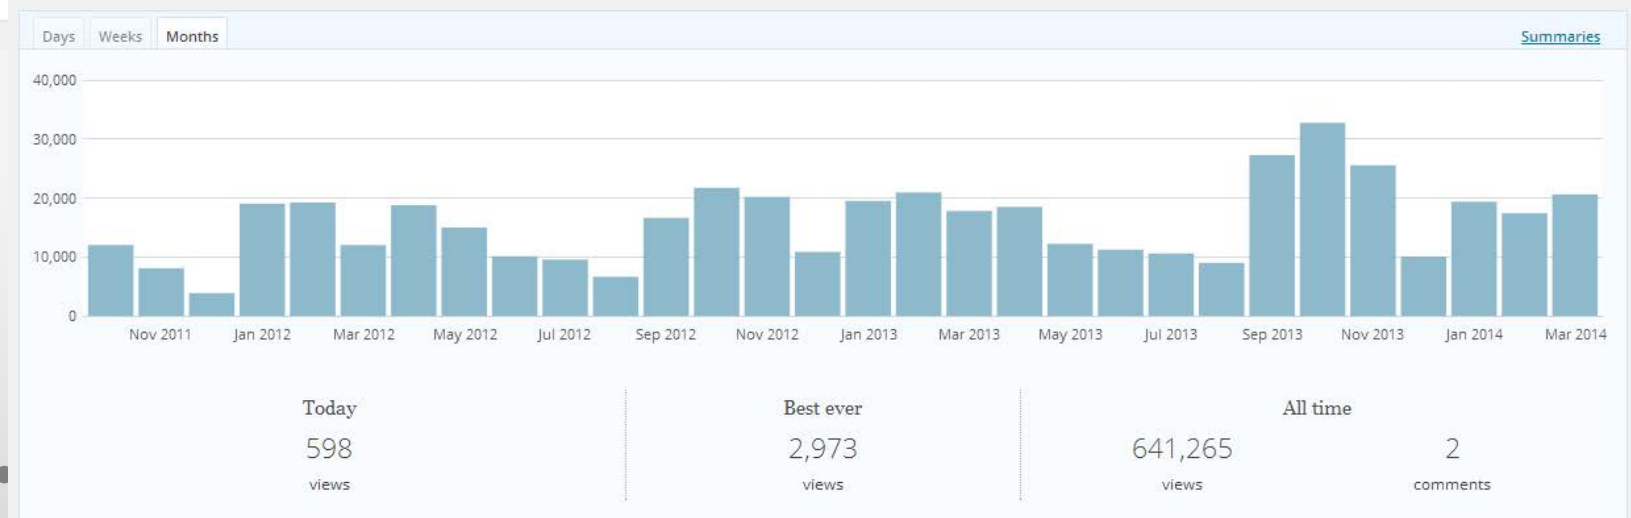 Days Weeks Months Summaries
40,000
30,000
20,000
10,000
0
Nov 2011 Jan 2012 Mar 2012 May 2012 Jul 2012 Sep 2012 Nov 2012 Jan 2013 Mar 2013 May 2013 Jul 2013 Sep 2013 Nov 2013 Jan 2014 Mar 2014
Today Best ever All time
598 2,973 641,265 2
views views views comments